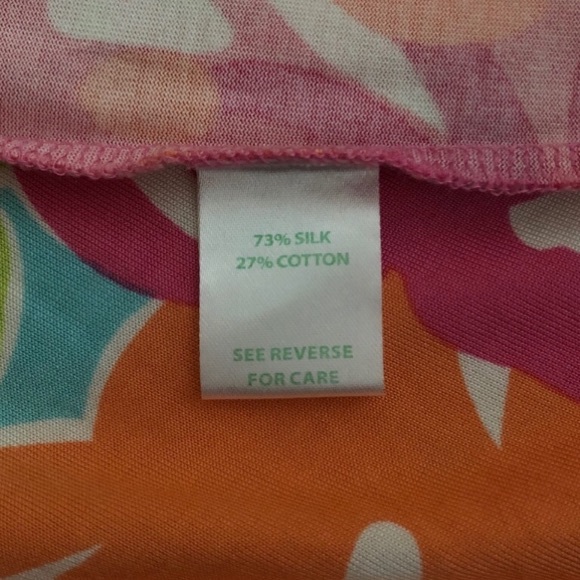 73% SILK
27% COTTON
SEE REVERSE
FOR CARE